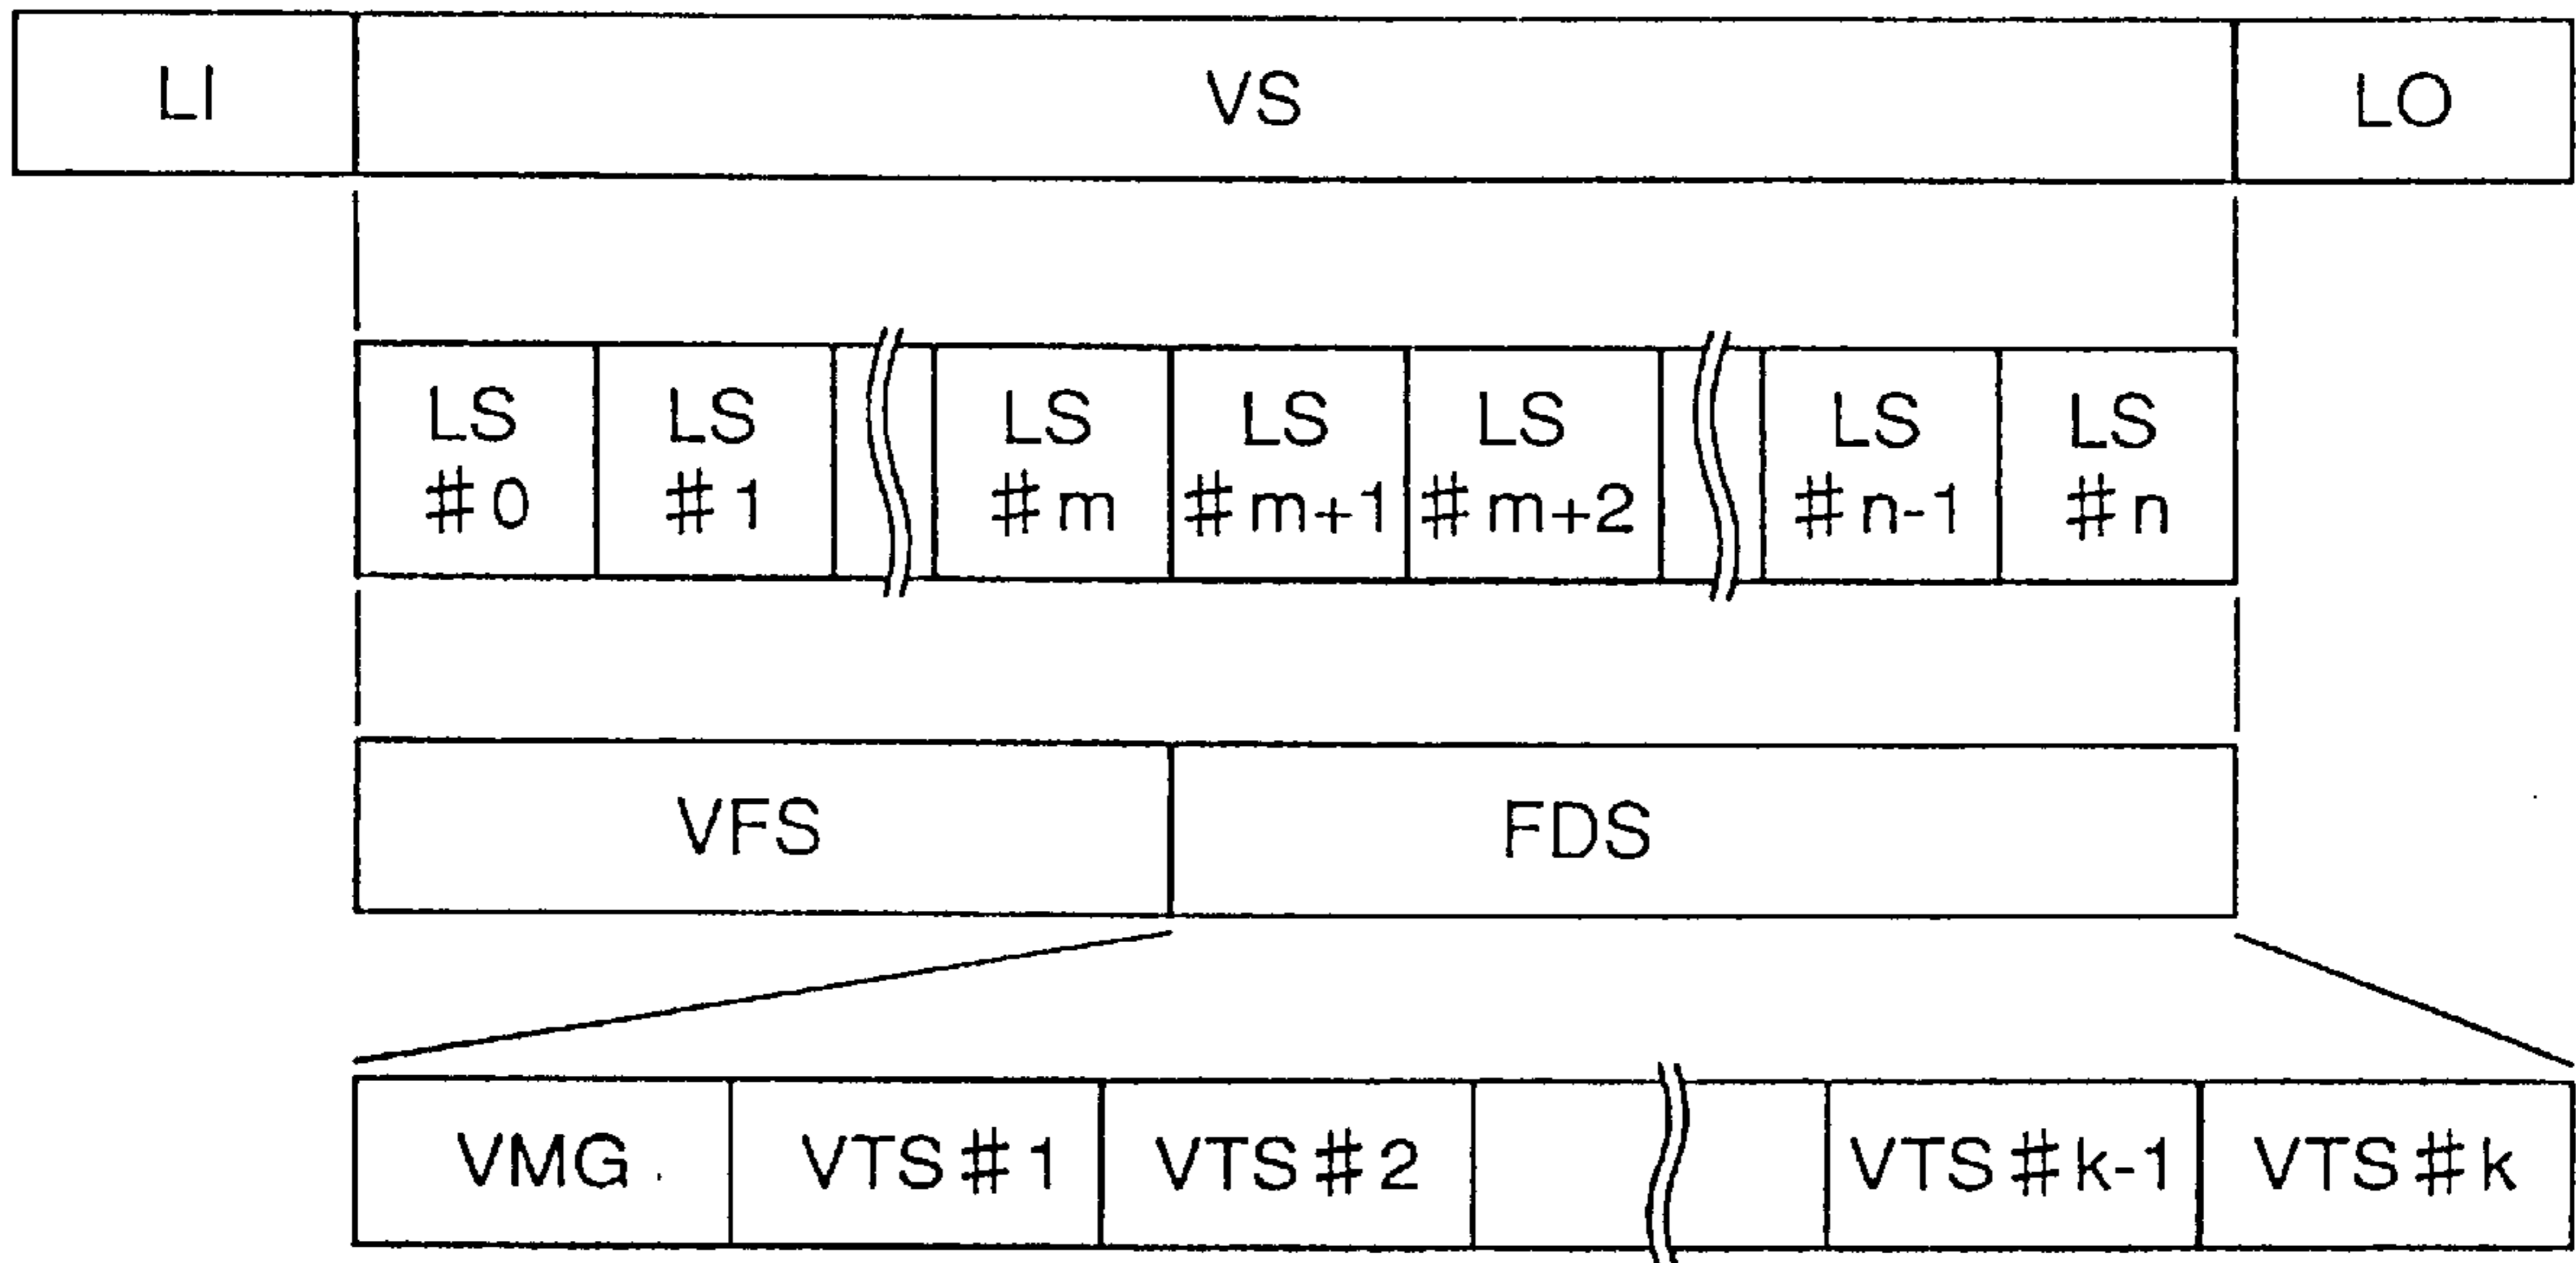 LI VS LO
LS LS LS LS LS LS LS
#0 #1 #m #m+1 #m+2 #n-1 #n
VFS FDS
VMG VTS#1 VTS#2 VTS#k-1 VTS#k